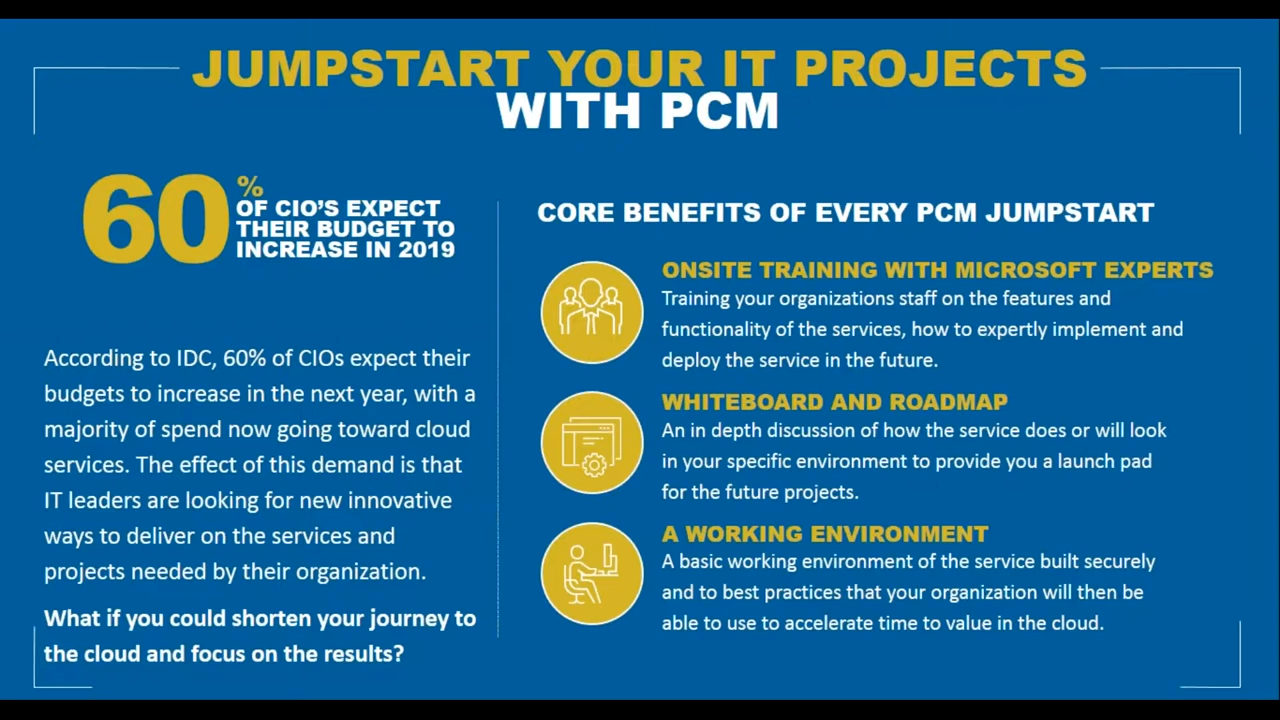 JUMPSTART YOUR IT PROJECTS
WITH PCM
60%
OF CIO'S EXPECT
THEIR BUDGET TO
INCREASE IN 2019
According to IDC, 60% of CIOs expect their
budgets to increase in the next year, with a
majority of spend now going toward cloud
services. The effect of this demand is that
IT leaders are looking for new innovative
ways to deliver on the services and
projects needed by their organization.
What if you could shorten your journey to
the cloud and focus on the results?
CORE BENEFITS OF EVERY PCM JUMPSTART
ONSITE TRAINING WITH MICROSOFT EXPERTS
Training your organizations staff on the features and
functionality of the services, how to expertly implement and
deploy the service in the future.
WHITEBOARD AND ROADMAP
An in depth discussion of how the service does or will look
in your specific environment to provide you a launch pad
for the future projects.
A WORKING ENVIRONMENT
A basic working environment of the service built securely
and to best practices that your organization will then be
able to use to accelerate time to value in the cloud.